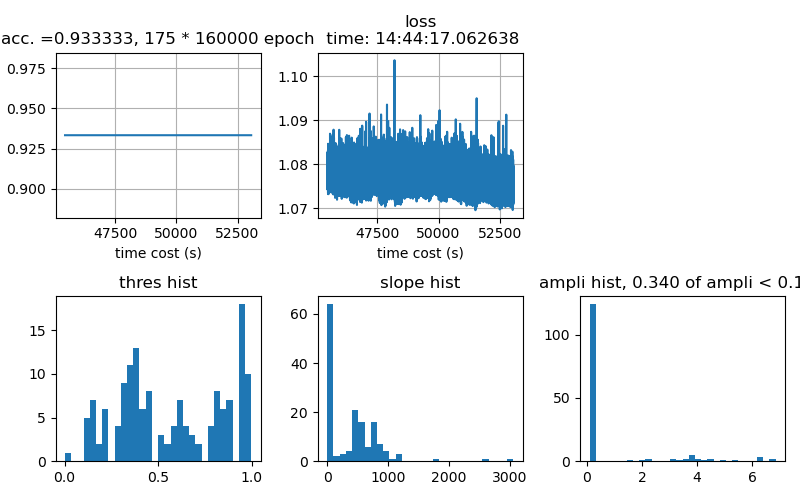 acc. =0.933333, 175 * 160000 epoch
0.975
0.950
0.925
0.900
47500 50000 52500
time cost (s)
loss
time: 14:44:17.062638
1.10
1.09
1.08
1.07
47500 50000 52500
time cost (s)
thres hist
15
10
5
0
0.0 0.5 1.0
slope hist
60
40
20
0
0 1000 2000 3000
ampli hist, 0.340 of ampli < 0.1
100
50
0
0 2 4 6